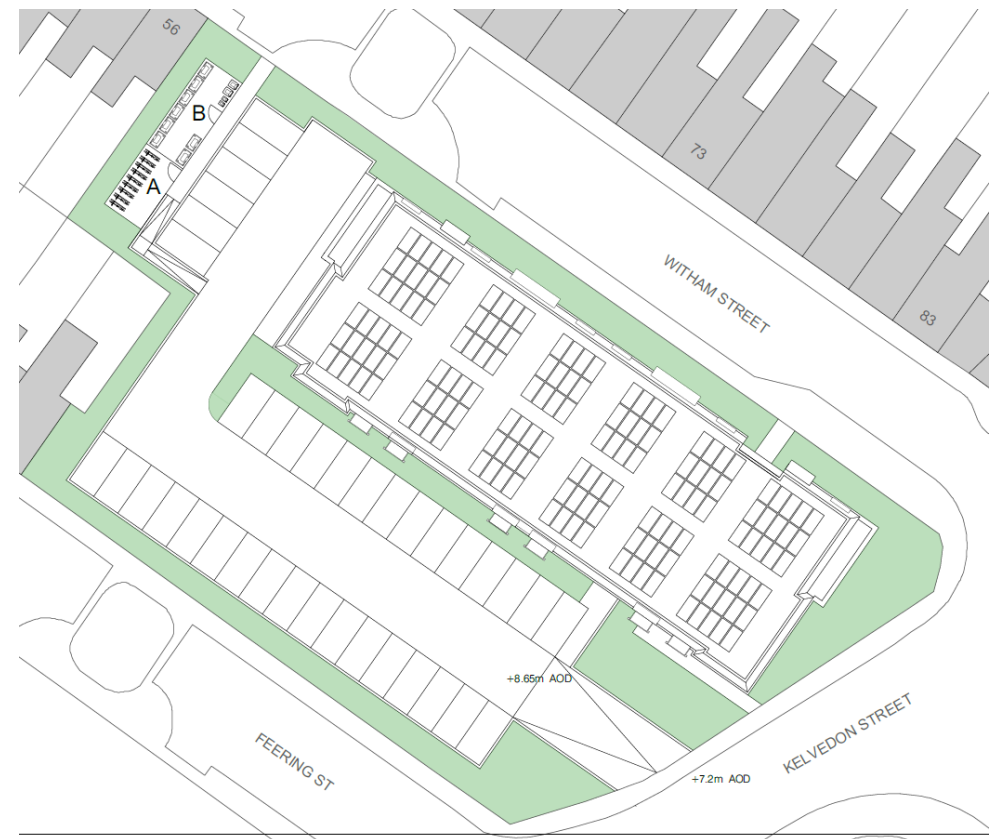 56
B
A
73
WITHAM STREET
83
+8.65m AOD
KELVEDON STREET
FEERING ST
+7.2m AOD